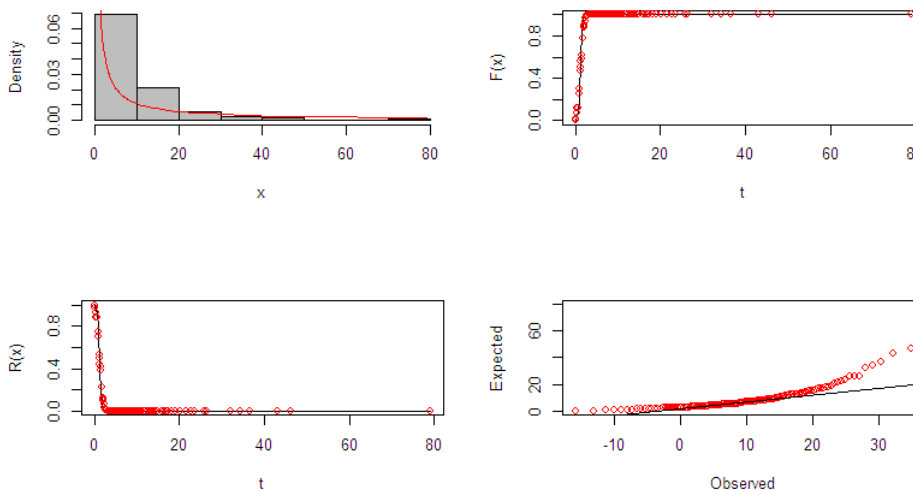 Density
0.00 0.03 0.06
0 20 40 60 80
x
F(x)
0.0 0.4 0.8
0 20 40 60 80
t
R(x)
0.0 0.4 0.8
0 20 40 60 80
t
Expected
0 20 60
-10 0 10 20 30
Observed